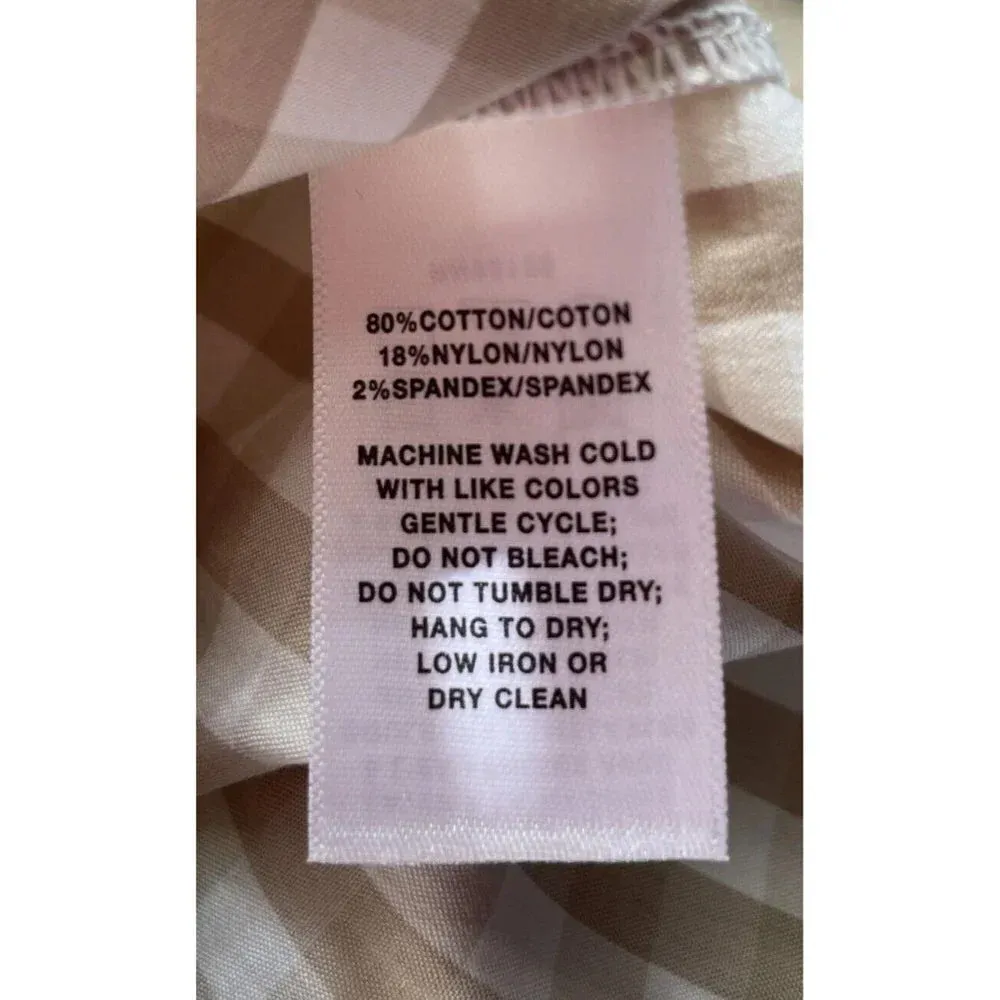 80%COTTON/COTON
18%NYLON/NYLON
2%SPANDEX/SPANDEX
MACHINE WASH COLD
WITH LIKE COLORS
GENTLE CYCLE;
DO NOT BLEACH;
DO NOT TUMBLE DRY;
HANG TO DRY;
LOW IRON OR
DRY CLEAN